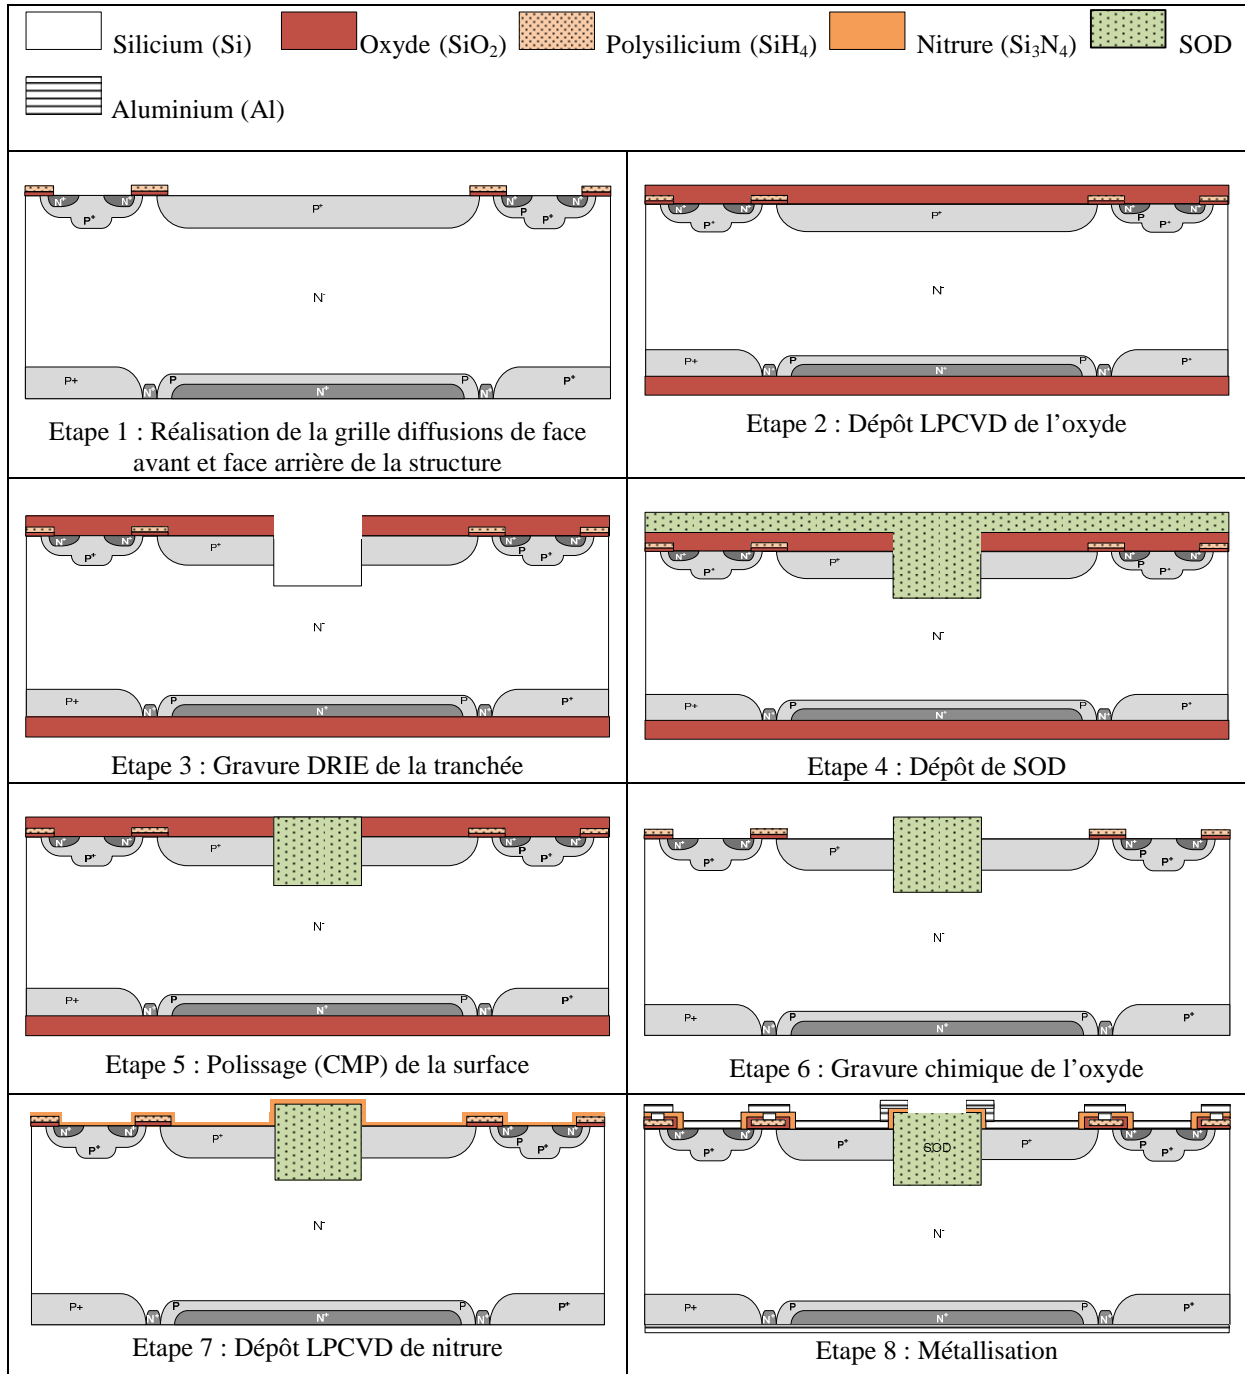 Silicium (Si) Oxyde (SiO2) Polysilicium (SiH4) Nitrure (Si3N4) SOD
Aluminium (Al)
N+ N+ P+ N+ N+
P+ P P+
N-
P+ P P P+
N+ N+ N+
Etape 1 : Réalisation de la grille diffusions de face
avant et face arrière de la structure
N+ N+ P+ N+ N+
P+ P P+
N-
P+ P P P+
N+ N+ N+
Etape 2 : Dépôt LPCVD de l’oxyde
N+ N+ P+ N+ N+
P+ P P+
N-
P+ P P P+
N+ N+ N+
Etape 3 : Gravure DRIE de la tranchée
N+ N+ P+ N+ N+
P+ P P+
N-
P+ P P P+
N+ N+ N+
Etape 4 : Dépôt de SOD
N+ N+ P+ N+ N+
P+ P P+
N-
P+ P P P+
N+ N+ N+
Etape 5 : Polissage (CMP) de la surface
N+ N+ P+ N+ N+
P+ P P+
N-
P+ P P P+
N+ N+ N+
Etape 6 : Gravure chimique de l’oxyde
N+ N+ P+ N+ N+
P+ P P+
N-
P+ P P P+
N+ N+ N+
Etape 7 : Dépôt LPCVD de nitrure
N+ N+ P+ SOD P+ N+ N+
P+ P P+
N-
P+ P P P+
N+ N+ N+
Etape 8 : Métallisation